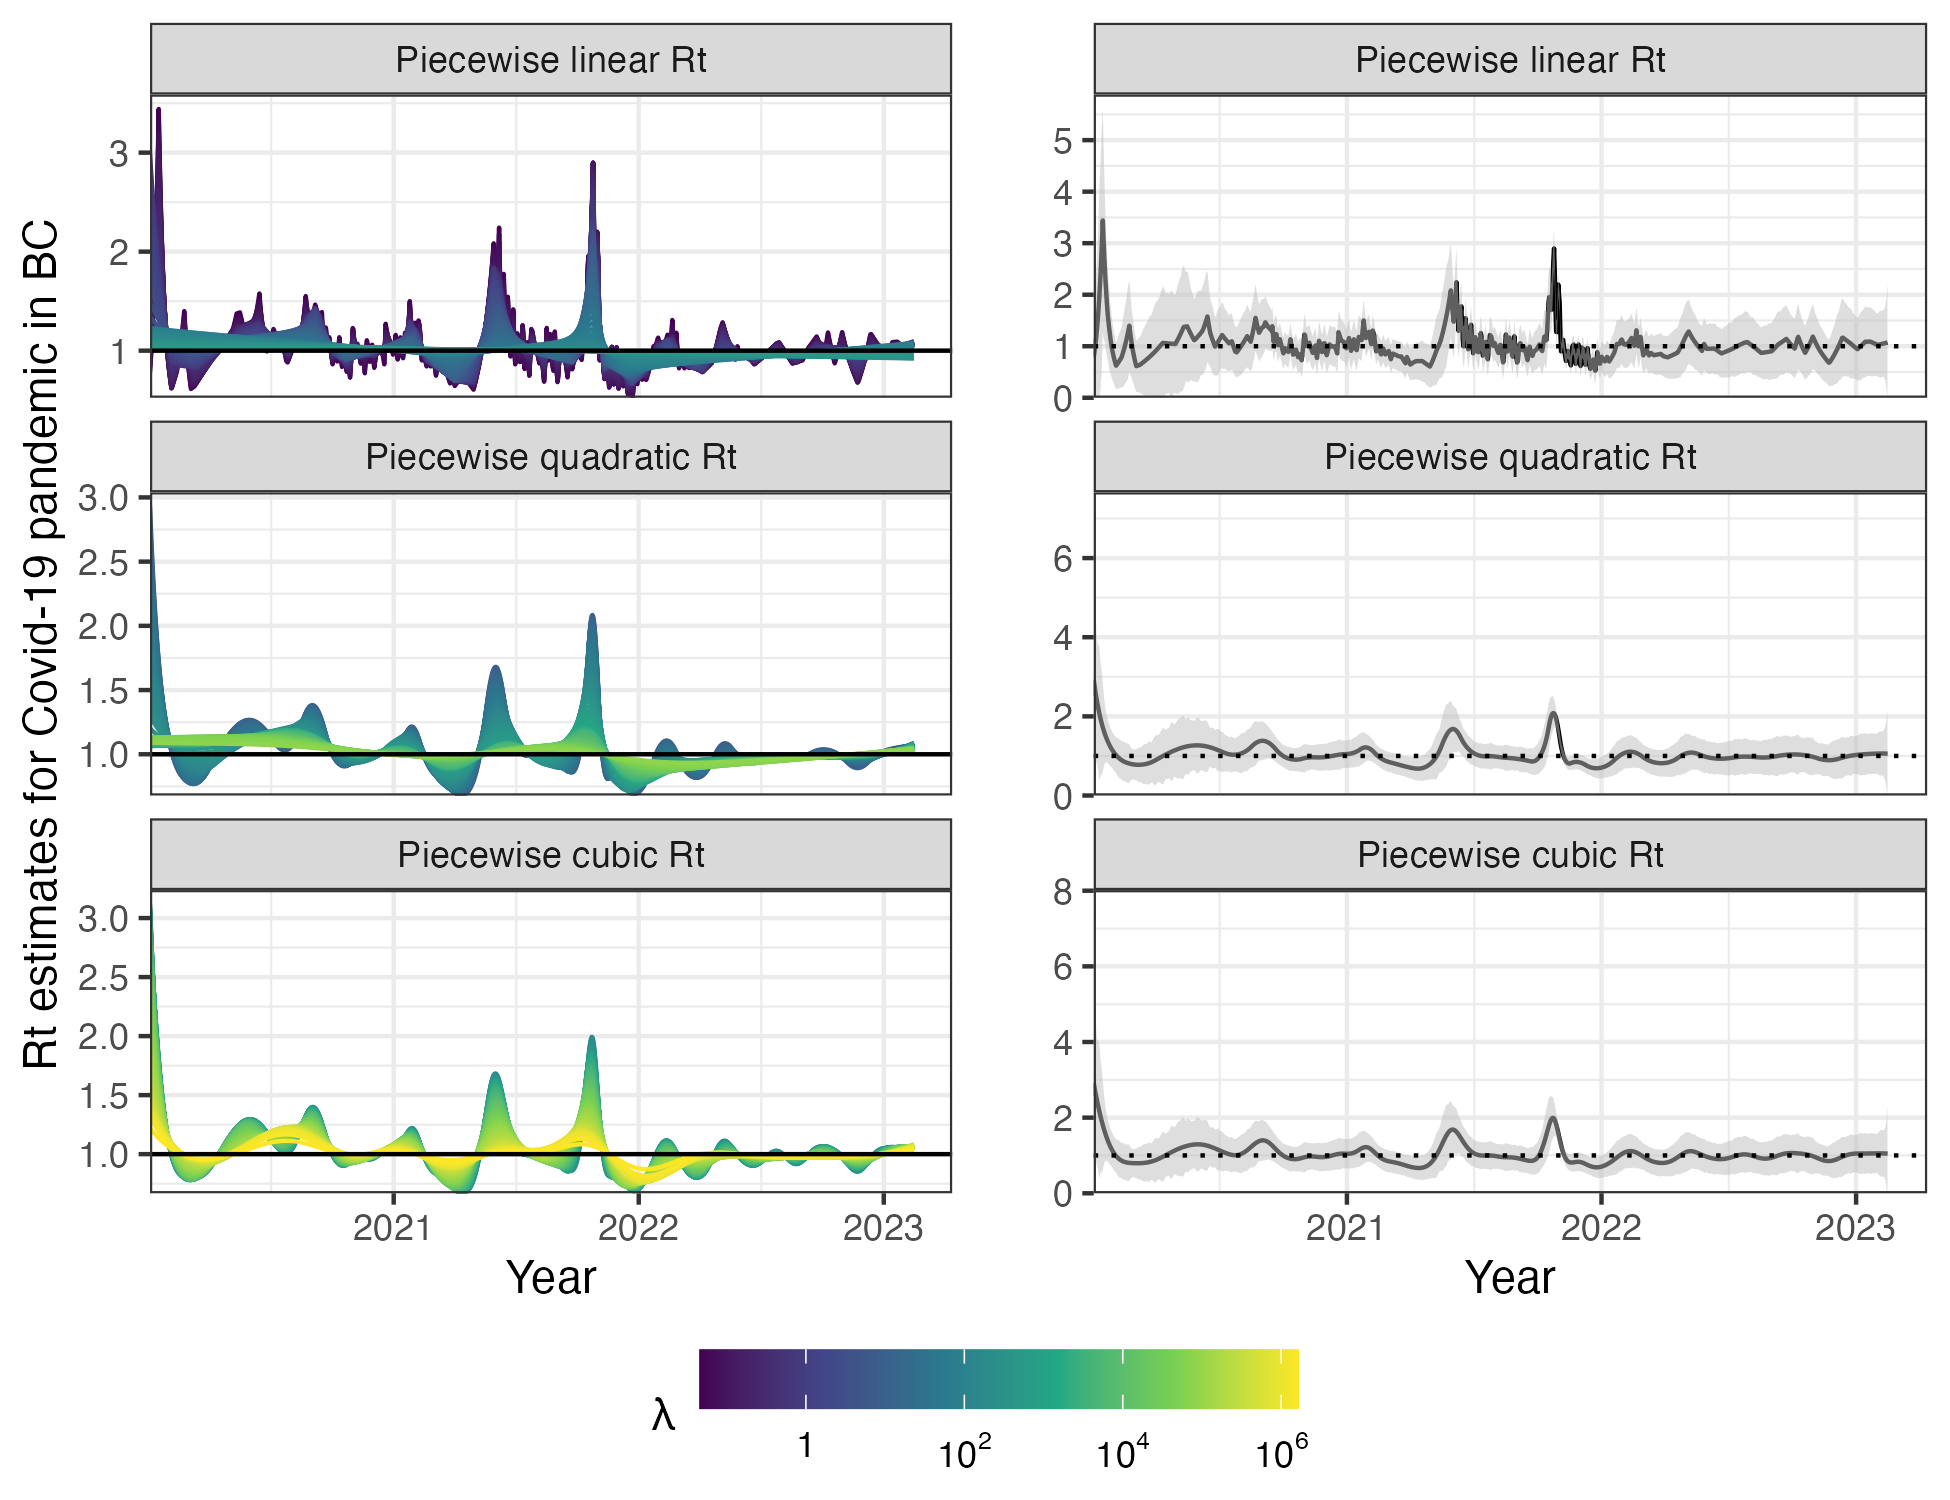 Rt estimates for Covid-19 pandemic in BC
Piecewise linear Rt
3
2
1
Piecewise quadratic Rt
3.0
2.5
2.0
1.5
1.0
Piecewise cubic Rt
3.0
2.5
2.0
1.5
1.0
2021 2022 2023
Year
Piecewise linear Rt
5
4
3
2
1
0
Piecewise quadratic Rt
6
4
2
0
Piecewise cubic Rt
8
6
4
2
0
2021 2022 2023
Year
λ
1 10² 10⁴ 10⁶